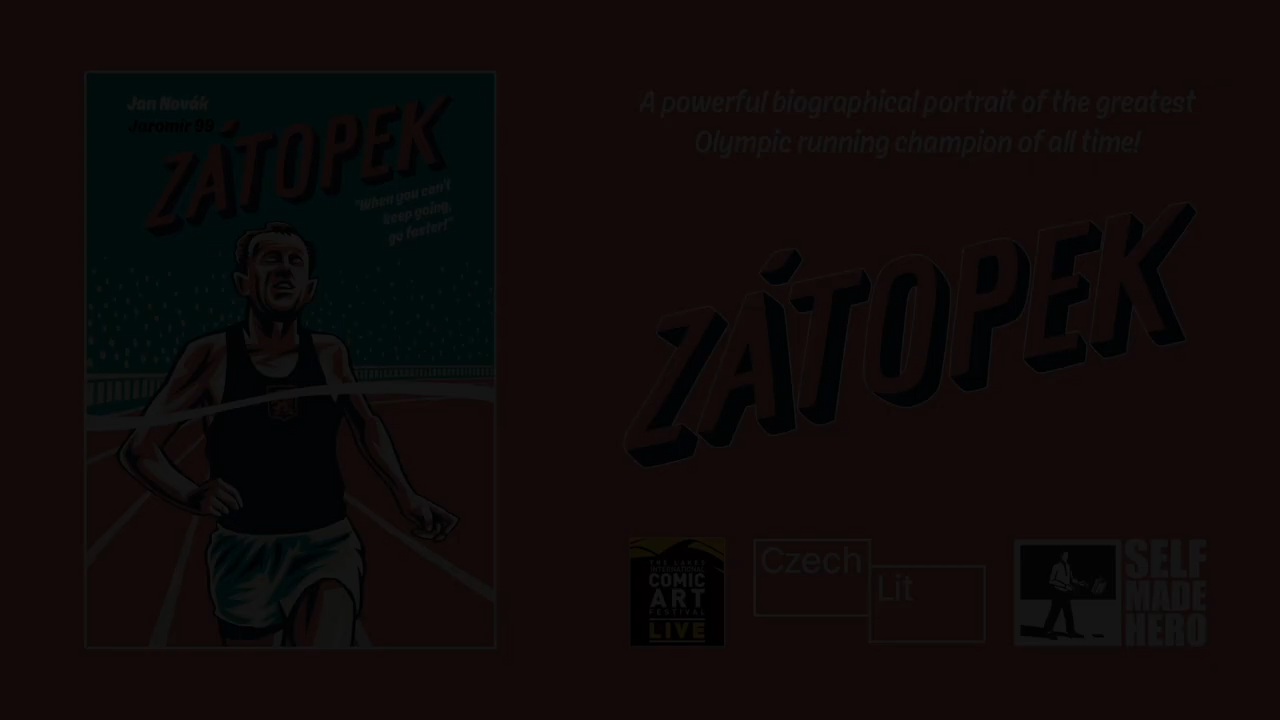 Jan Novák
Jaromír 99
ZÁTOPEK
"When you can't
keep going,
go faster!"
A powerful biographical portrait of the greatest
Olympic running champion of all time!
ZÁTOPEK
THE LAKES
INTERNATIONAL
COMIC
ART
FESTIVAL
LIVE
Czech
Lit
SELF
MADE
HERO